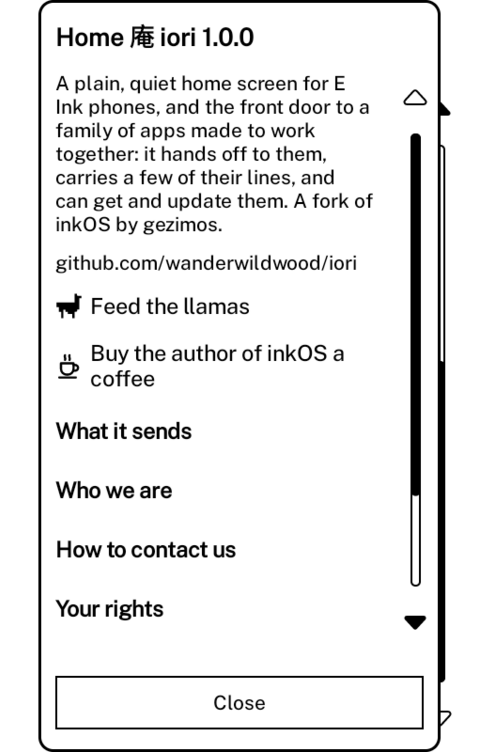 Home 庵 iori 1.0.0
A plain, quiet home screen for E
Ink phones, and the front door to a
family of apps made to work
together: it hands off to them,
carries a few of their lines, and
can get and update them. A fork of
inkOS by gezimos.
github.com/wanderwildwood/iori
Feed the llamas
Buy the author of inkOS a
coffee
What it sends
Who we are
How to contact us
Your rights
Close